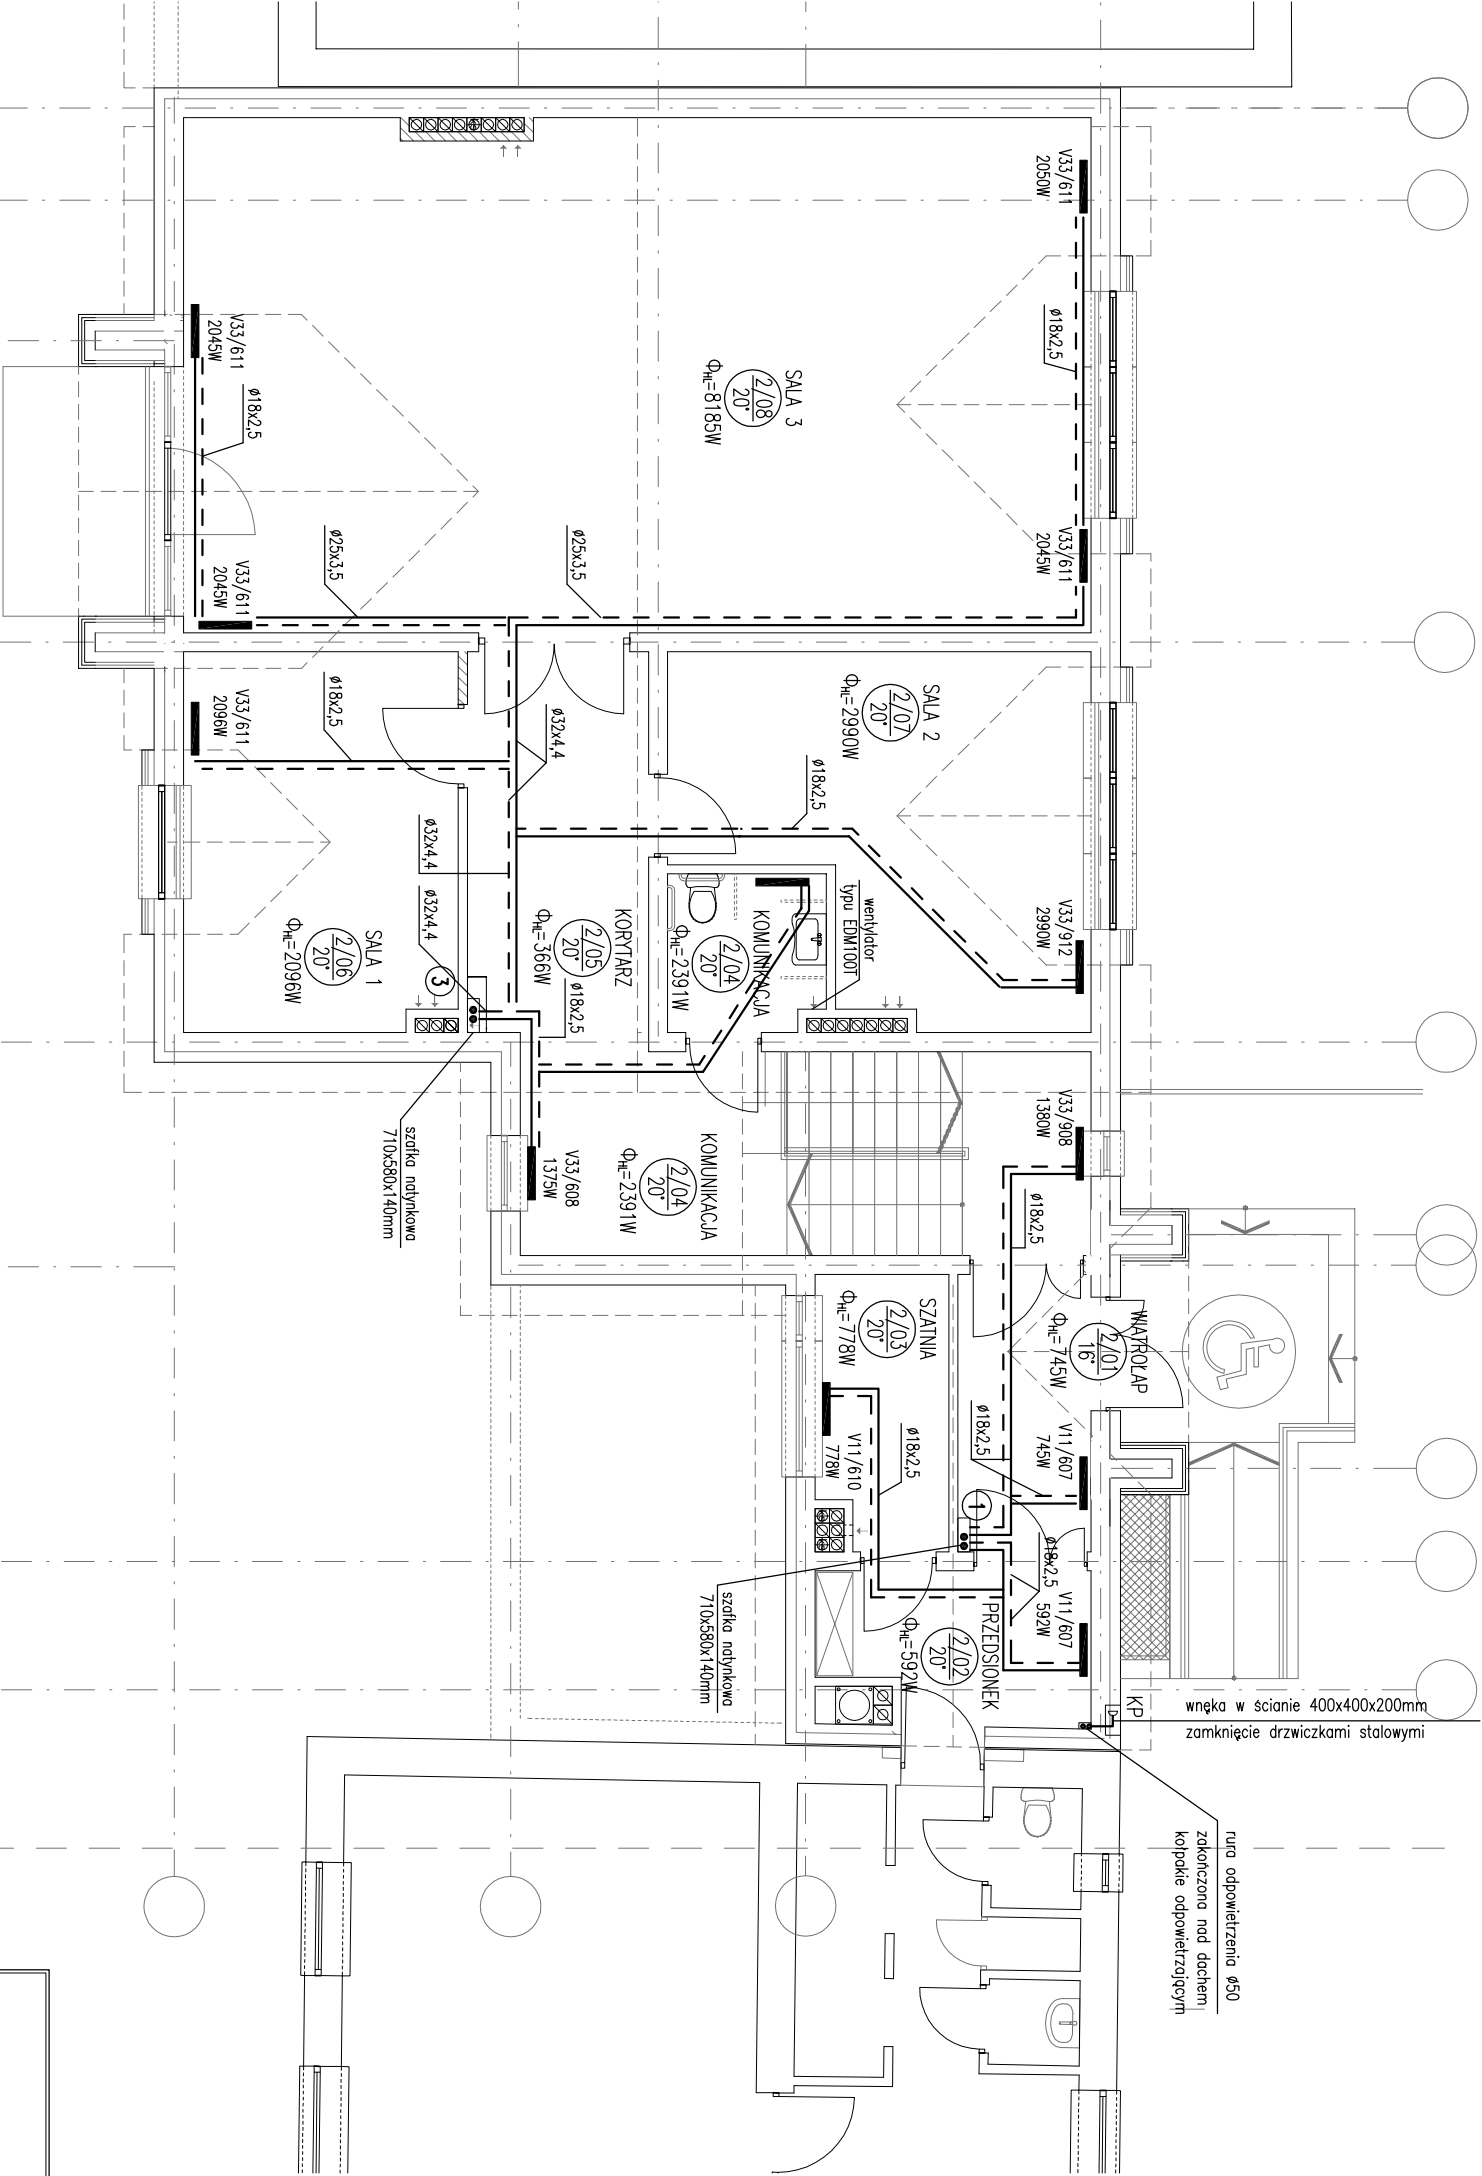 V33/611
2050W
ø18x2,5
V33/611
2045W
SALA 3
2/08
20°
ΦHL=8185W
V33/611
2045W
ø18x2,5
V33/611
2045W
ø25x3,5
ø25x3,5
V33/611
2096W
ø18x2,5
ø32x4,4
SALA 2
2/07
20°
ΦHL=2990W
ø18x2,5
V33/912
2990W
wentylator
typu EDM100T
ø32x4,4
ø32x4,4
SALA 1
2/06
20°
ΦHL=2096W
3
KORYTARZ
2/05
20°
ΦHL=366W
KOMUNIKACJA
2/04
20°
ΦHL=2391W
ø18x2,5
szafka natynkowa
710x580x140mm
V33/608
1375W
KOMUNIKACJA
2/04
20°
ΦHL=2391W
V33/908
1380W
ø18x2,5
WIATROŁAP
2/01
16°
ΦHL=745W
SZATNIA
2/03
20°
ΦHL=778W
V11/610
778W
ø18x2,5
ø18x2,5
V11/607
745W
1
ø18x2,5
V11/607
592W
PRZEDSIONEK
2/02
20°
ΦHL=592W
szafka natynkowa
710x580x140mm
KP
wnęka w ścianie 400x400x200mm
zamknięcie drzwiczkami stalowymi
rura odpowietrzenia ø50
zakończona nad dachem
kołpakie odpowietrzającym